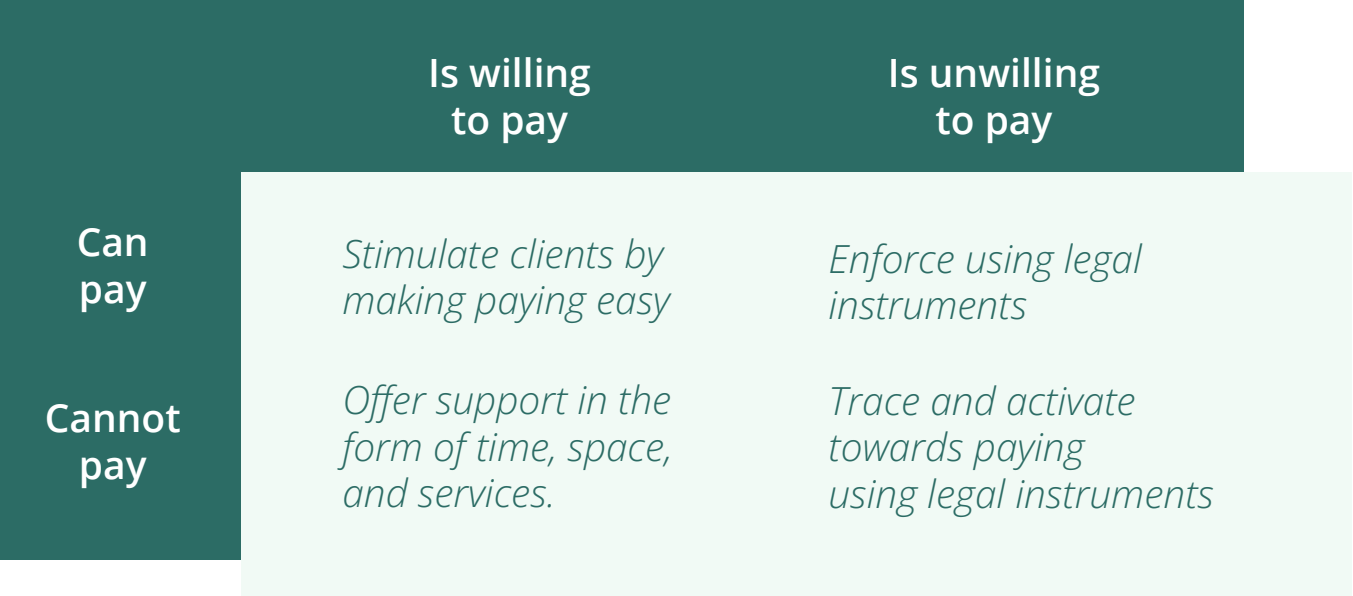 Is willing
to pay
Is unwilling
to pay
Can
pay
Stimulate clients by
making paying easy
Enforce using legal
instruments
Cannot
pay
Offer support in the
form of time, space,
and services.
Trace and activate
towards paying
using legal instruments